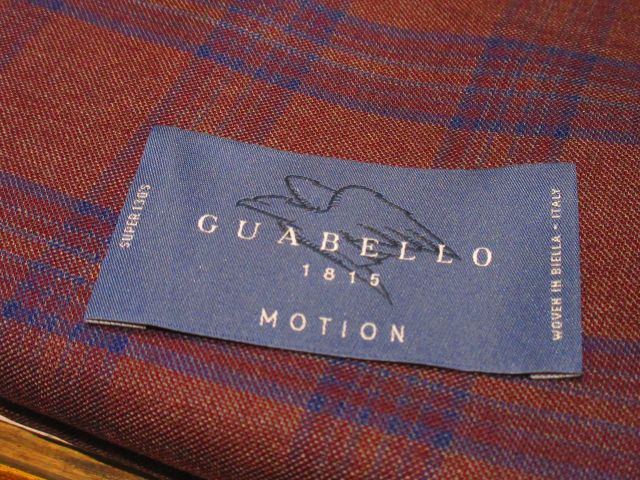 SUPER 130's
GUABELLO
1815
MOTION
WOVEN IN BIELLA - ITALY